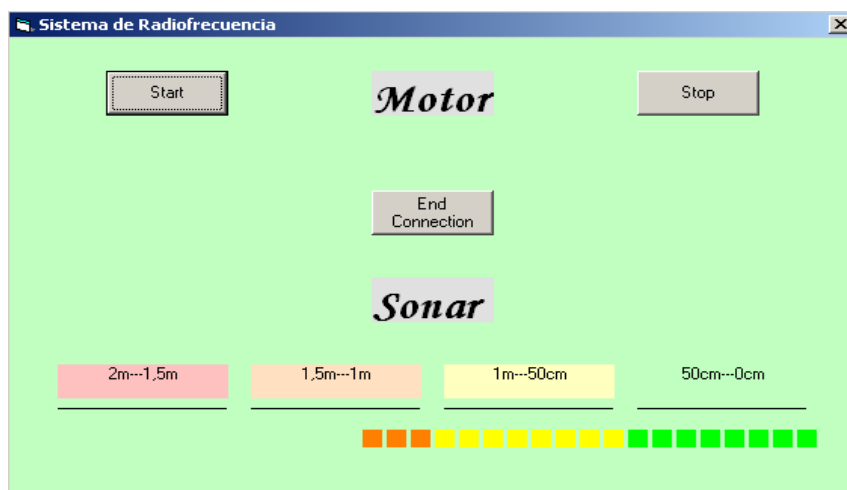 Sistema de Radiofrecuencia
Start
Motor
Stop
End
Connection
Sonar
2m---1,5m
1,5m---1m
1m---50cm
50cm---0cm